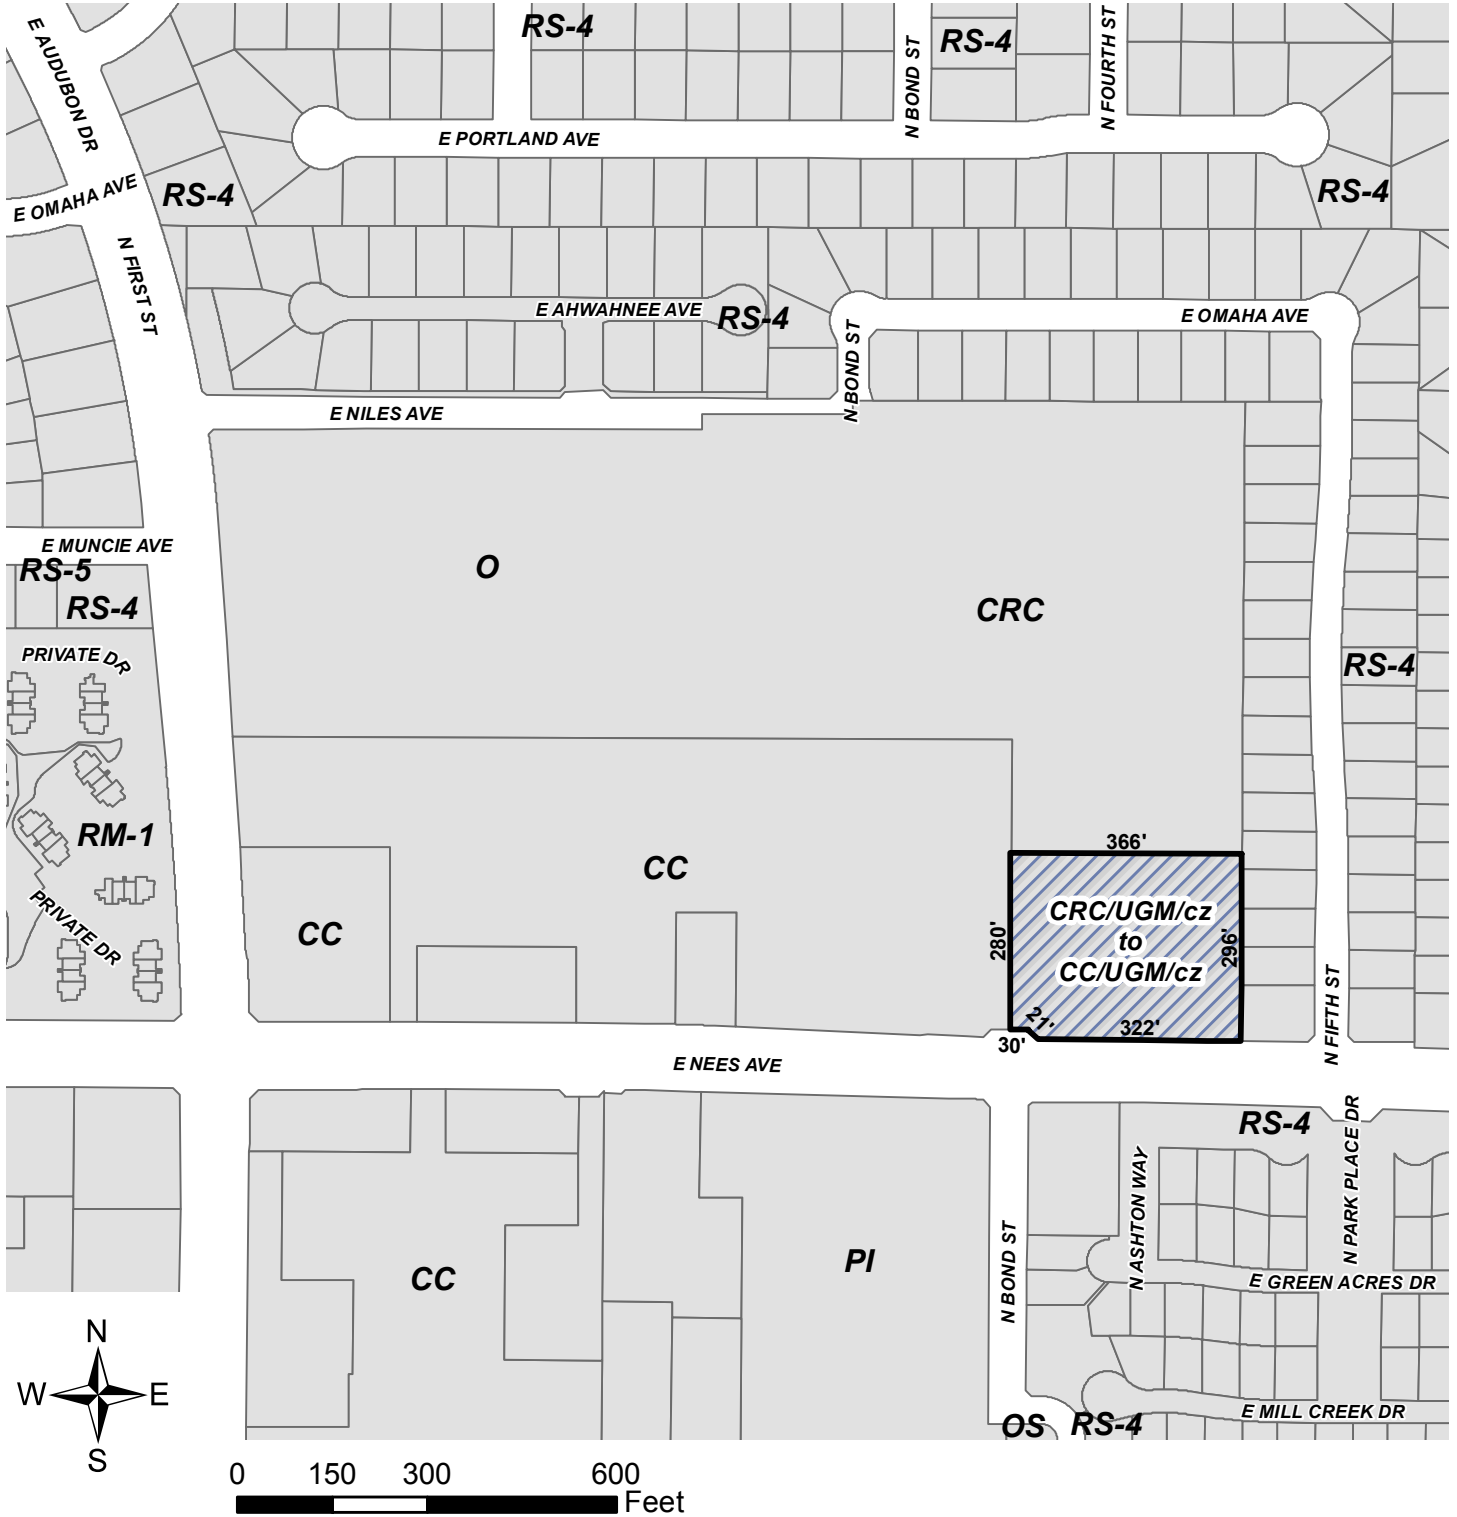 RS-4
RS-4
E AUDUBON DR
N BOND ST
N FOURTH ST
E PORTLAND AVE
E OMAHA AVE
RS-4
RS-4
N FIRST ST
E AHWAHNEE AVE
RS-4
E OMAHA AVE
N BOND ST
E NILES AVE
E MUNCIE AVE
RS-5
RS-4
O
CRC
PRIVATE DR
RS-4
RM-1
366'
CC
PRIVATE DR
CC
280'
CRC/UGM/cz
to
CC/UGM/cz
296'
21'
322'
30'
N FIFTH ST
E NEES AVE
RS-4
N PARK PLACE DR
N ASHTON WAY
N BOND ST
PI
CC
E GREEN ACRES DR
E MILL CREEK DR
OS
RS-4
N
W
E
S
0 150 300 600
Feet